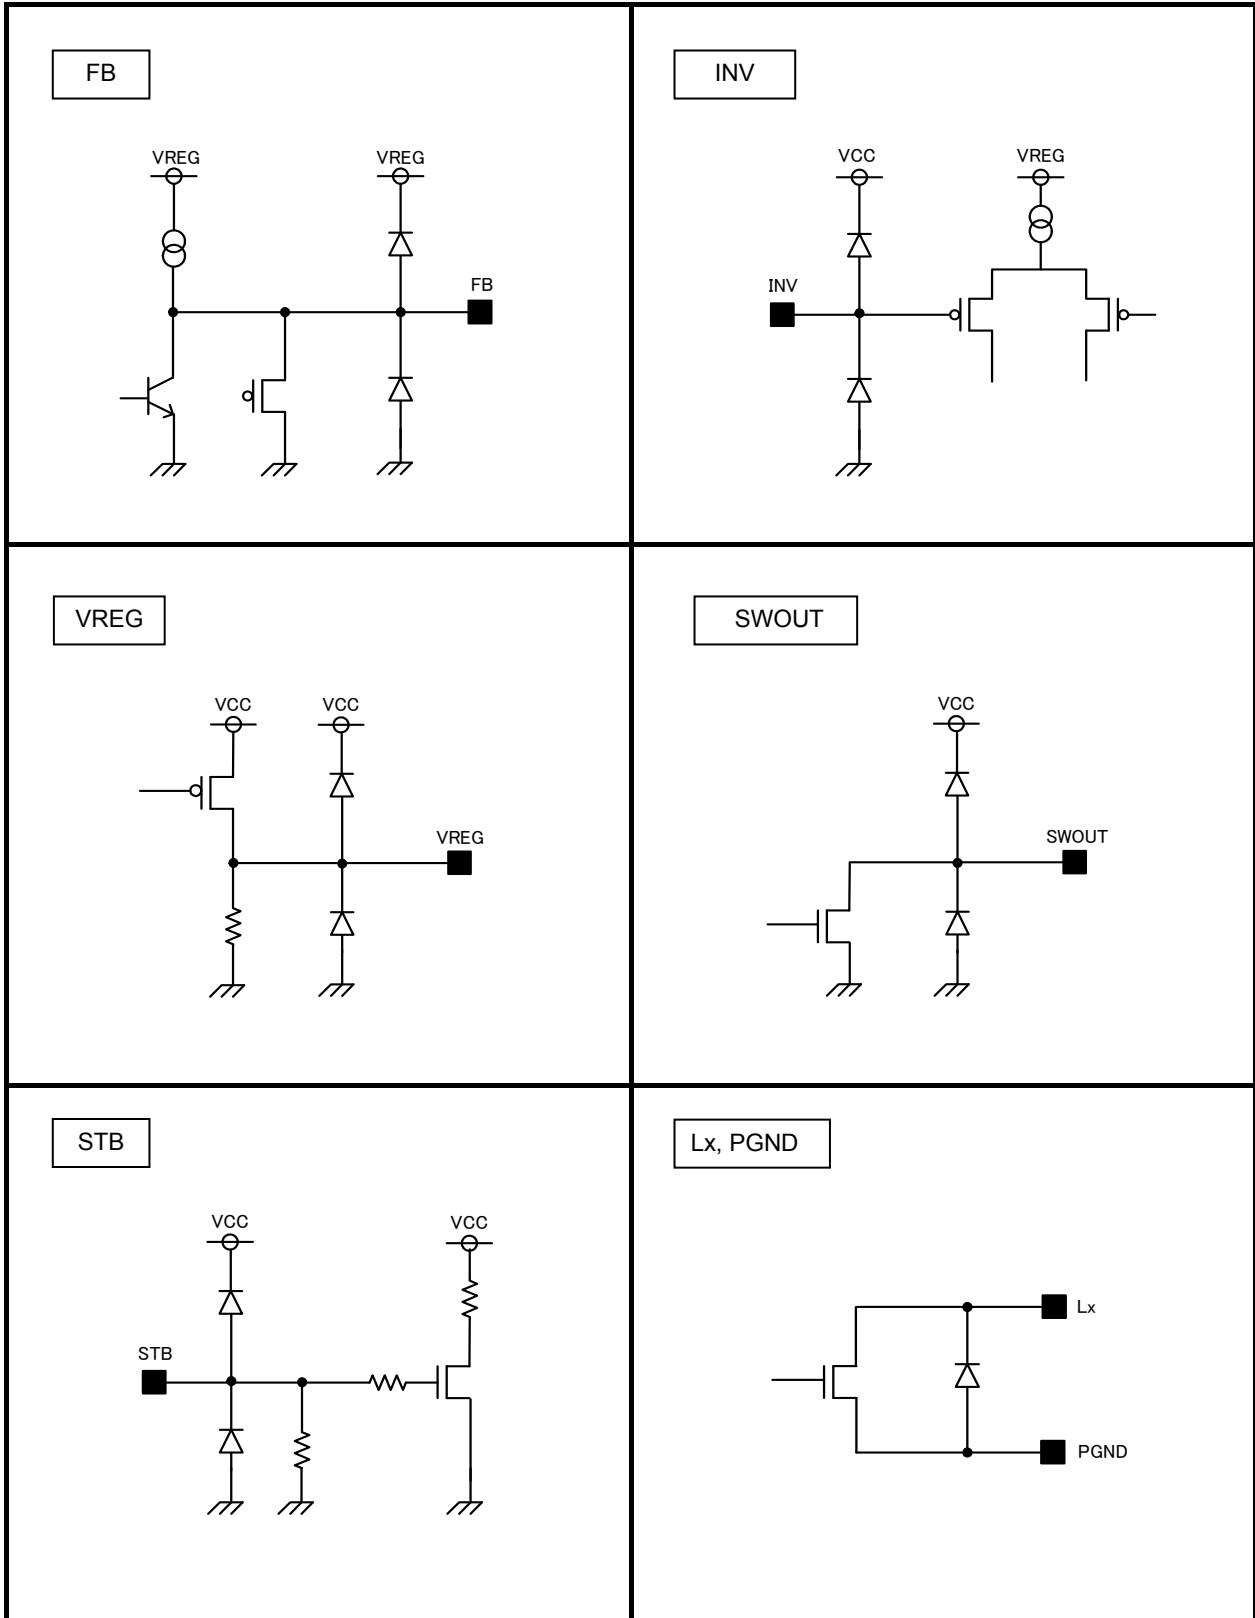 FB
VREG
VREG
FB
INV
VCC
VREG
INV
VREG
VCC
VCC
VREG
SWOUT
VCC
SWOUT
STB
VCC
VCC
STB
Lx, PGND
Lx
PGND